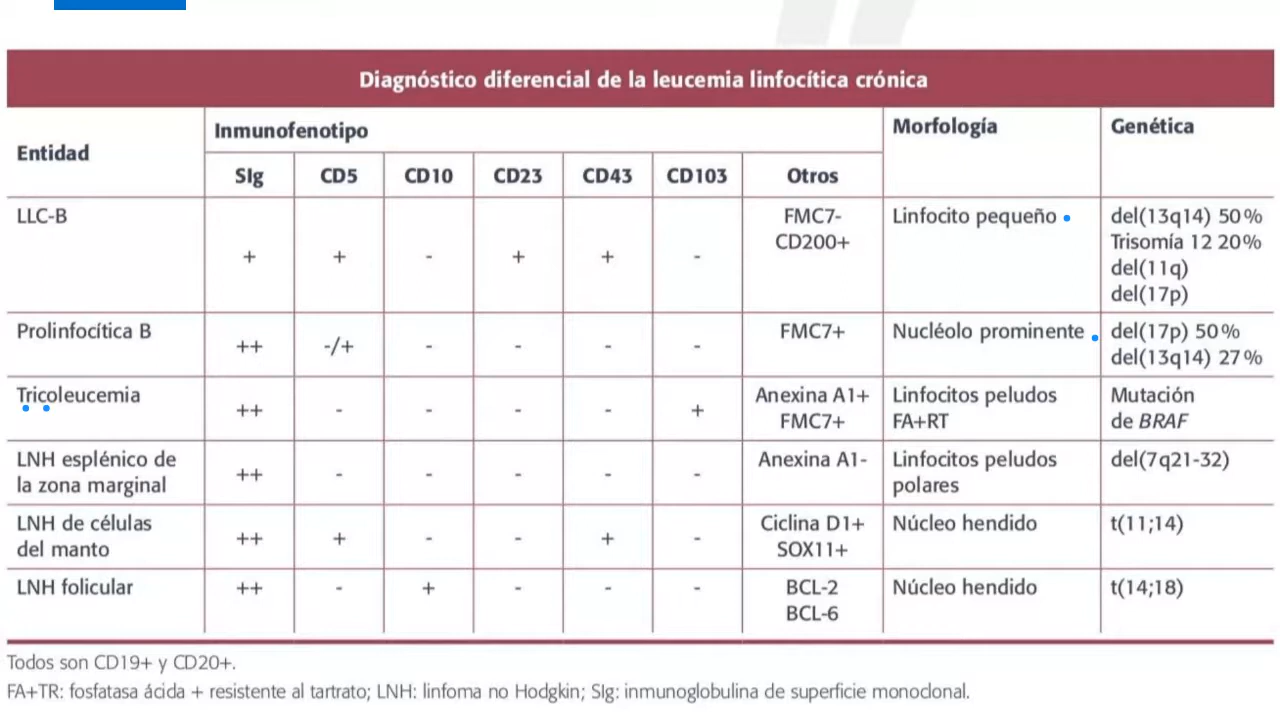 Diagnóstico diferencial de la leucemia linfocítica crónica
Entidad
Inmunofenotipo
Morfología
Genética
SIg CD5 CD10 CD23 CD43 CD103 Otros
LLC-B
+ + - + + -
FMC7-
CD200+
Linfocito pequeño
del(13q14) 50%
Trisomía 12 20%
del(11q)
del(17p)
Prolinfocítica B
++ -/+ - - - -
FMC7+
Nucléolo prominente
del(17p) 50%
del(13q14) 27%
Tricoleucemia
++ - - - - +
Anexina A1+
FMC7+
Linfocitos peludos
FA+RT
Mutación
de BRAF
LNH esplénico de
la zona marginal
++ - - - - -
Anexina A1-
Linfocitos peludos
polares
del(7q21-32)
LNH de células
del manto
++ + - - + -
Ciclina D1+
SOX11+
Núcleo hendido
t(11;14)
LNH folicular
++ - + - - -
BCL-2
BCL-6
Núcleo hendido
t(14;18)
Todos son CD19+ y CD20+.
FA+TR: fosfatasa ácida + resistente al tartrato; LNH: linfoma no Hodgkin; SIg: inmunoglobulina de superficie monoclonal.